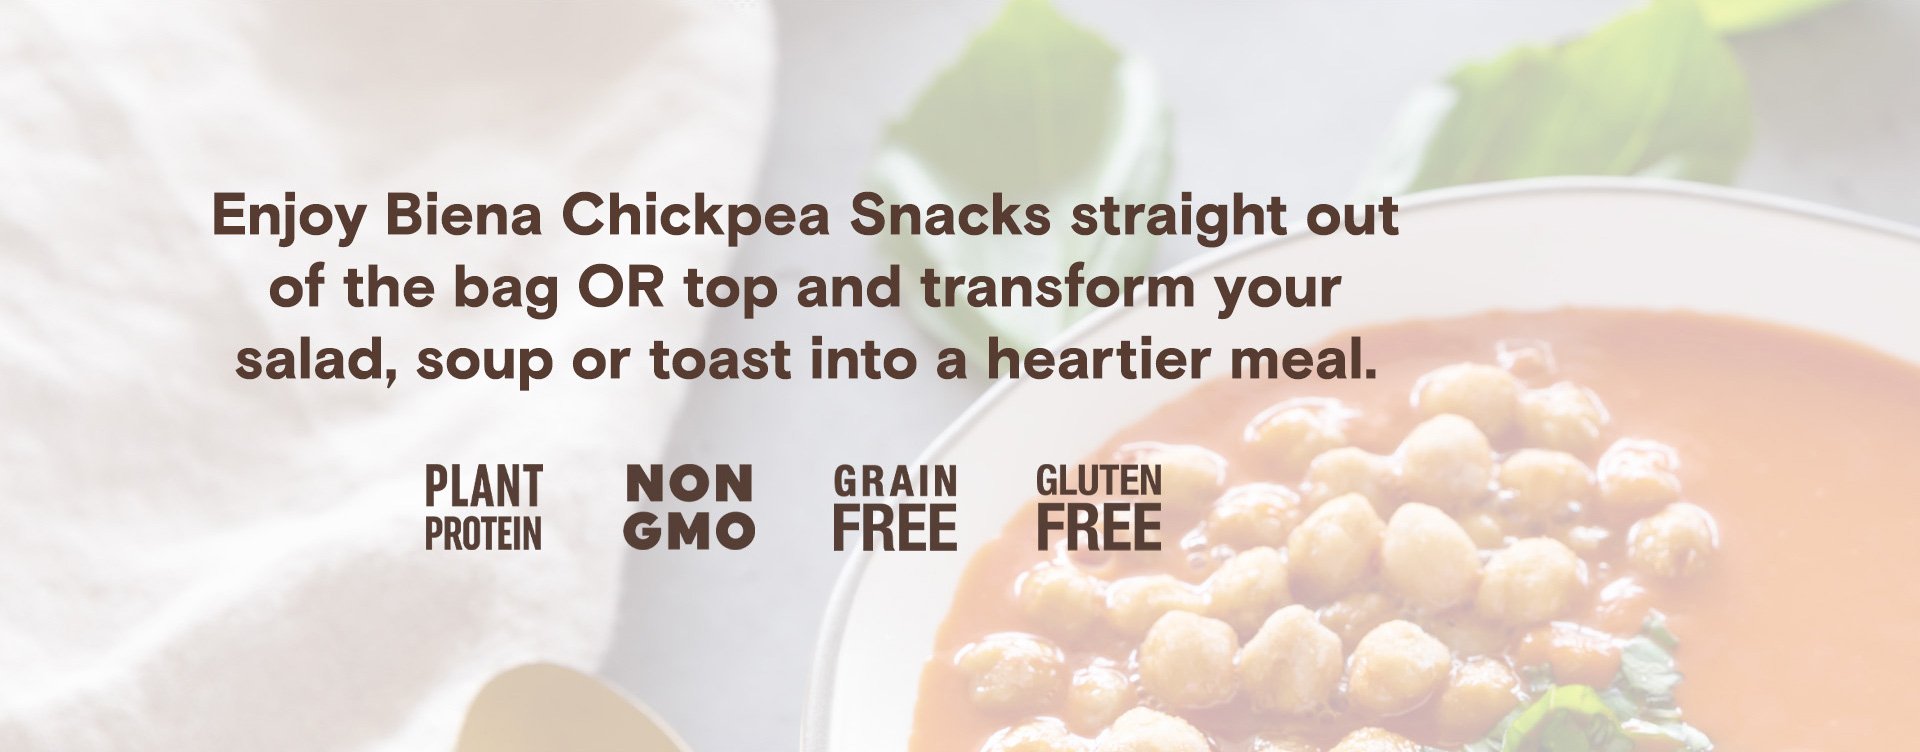 Enjoy Biena Chickpea Snacks straight out
of the bag OR top and transform your
salad, soup or toast into a heartier meal.
PLANT
PROTEIN
NON
GMO
GRAIN
FREE
GLUTEN
FREE